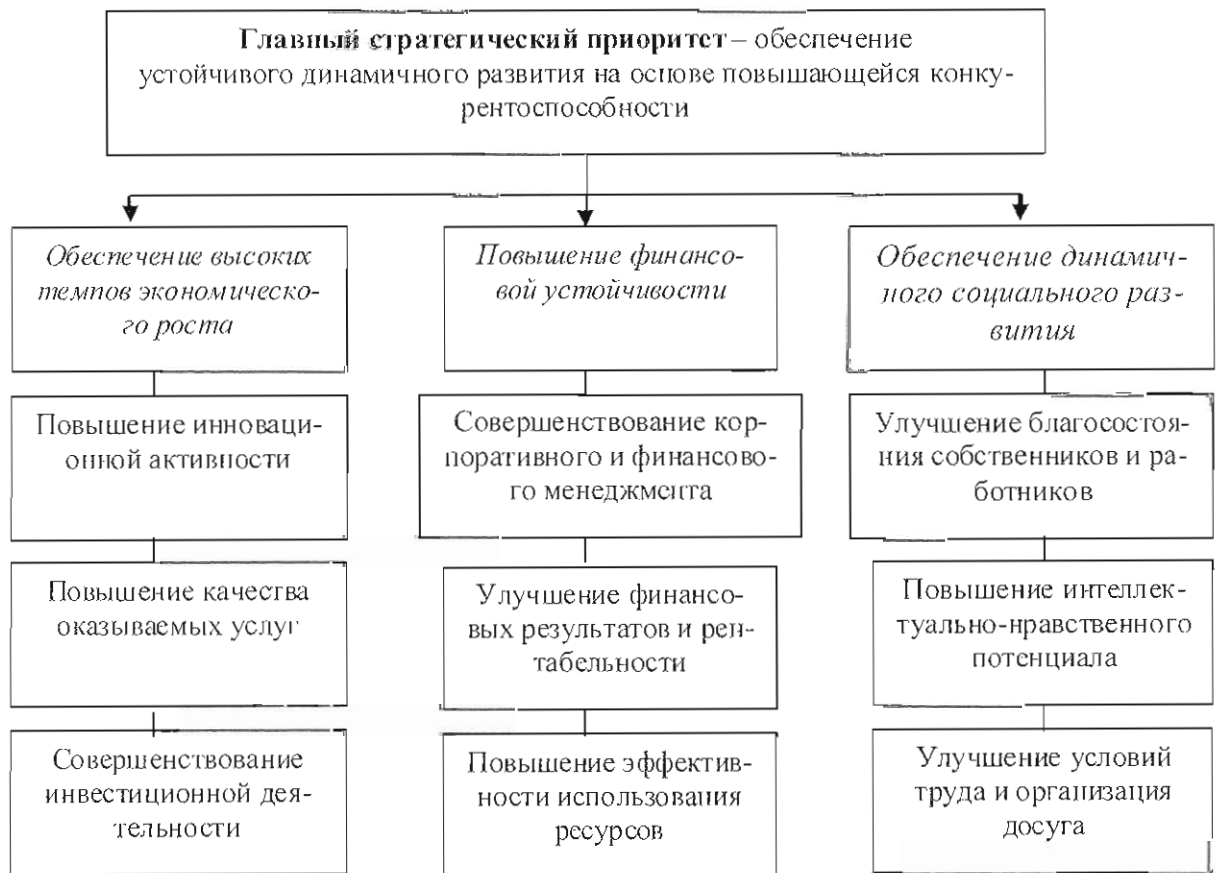 Главный стратегический приоритет – обеспечение
устойчивого динамичного развития на основе повышающейся конку-
рентоспособности
Обеспечение высоких
темпов экономическо-
го роста
Повышение финансо-
вой устойчивости
Обеспечение динамич-
ного социального раз-
вития
Повышение инноваци-
онной активности
Совершенствование кор-
поративного и финансово-
го менеджмента
Улучшение благосостоя-
ния собственников и ра-
ботников
Повышение качества
оказываемых услуг
Улучшение финансо-
вых результатов и рен-
табельности
Повышение интеллек-
туально-нравственного
потенциала
Совершенствование
инвестиционной дея-
тельности
Повышение эффектив-
ности использования
ресурсов
Улучшение условий
труда и организация
досуга